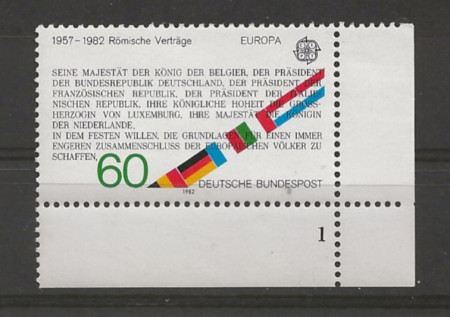 1957–1982 Römische Verträge EUROPA
SEINE MAJESTÄT DER KÖNIG DER BELGIER, DER PRÄSIDENT
DER BUNDESREPUBLIK DEUTSCHLAND, DER PRÄSIDENT DER
FRANZÖSISCHEN REPUBLIK, DER PRÄSIDENT DER ITALIE-
NISCHEN REPUBLIK, IHRE KÖNIGLICHE HOHEIT DIE GROSS-
HERZOGIN VON LUXEMBURG, IHRE MAJESTÄT DIE KÖNIGIN
DER NIEDERLANDE,
IN DEM FESTEN WILLEN, DIE GRUNDLAGEN FÜR EINEN IMMER
ENGEREN ZUSAMMENSCHLUSS DER EUROPÄISCHEN VÖLKER ZU
SCHAFFEN,
60 DEUTSCHE BUNDESPOST
1982
1